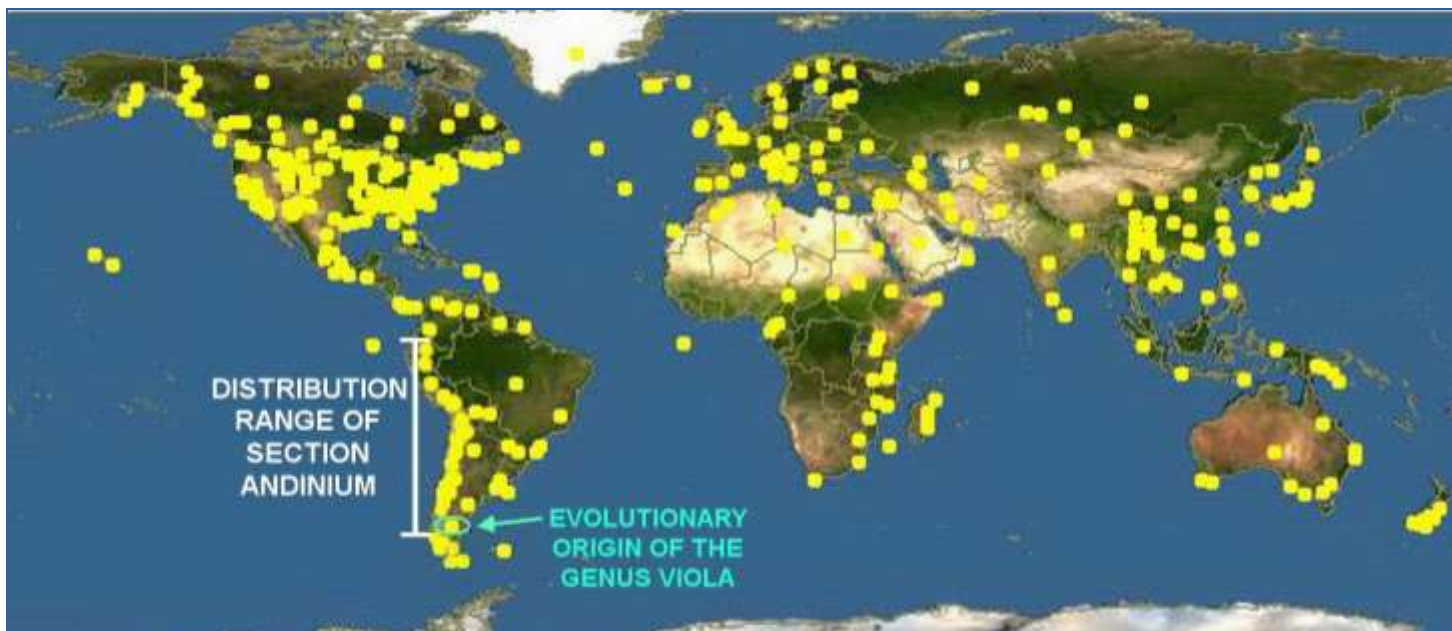 DISTRIBUTION
RANGE OF
SECTION
ANDINIUM
EVOLUTIONARY
ORIGIN OF THE
GENUS VIOLA